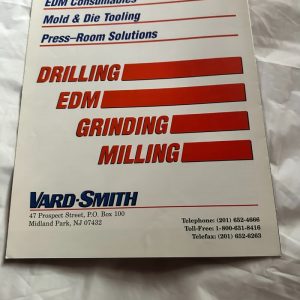 EDM Consumables
Mold & Die Tooling
Press-Room Solutions
DRILLING
EDM
GRINDING
MILLING
VARD-SMITH
47 Prospect Street, P.O. Box 100
Midland Park, NJ 07432
Telephone: (201) 652-4666
Toll-Free: 1-800-631-8416
Telefax: (201) 652-6263